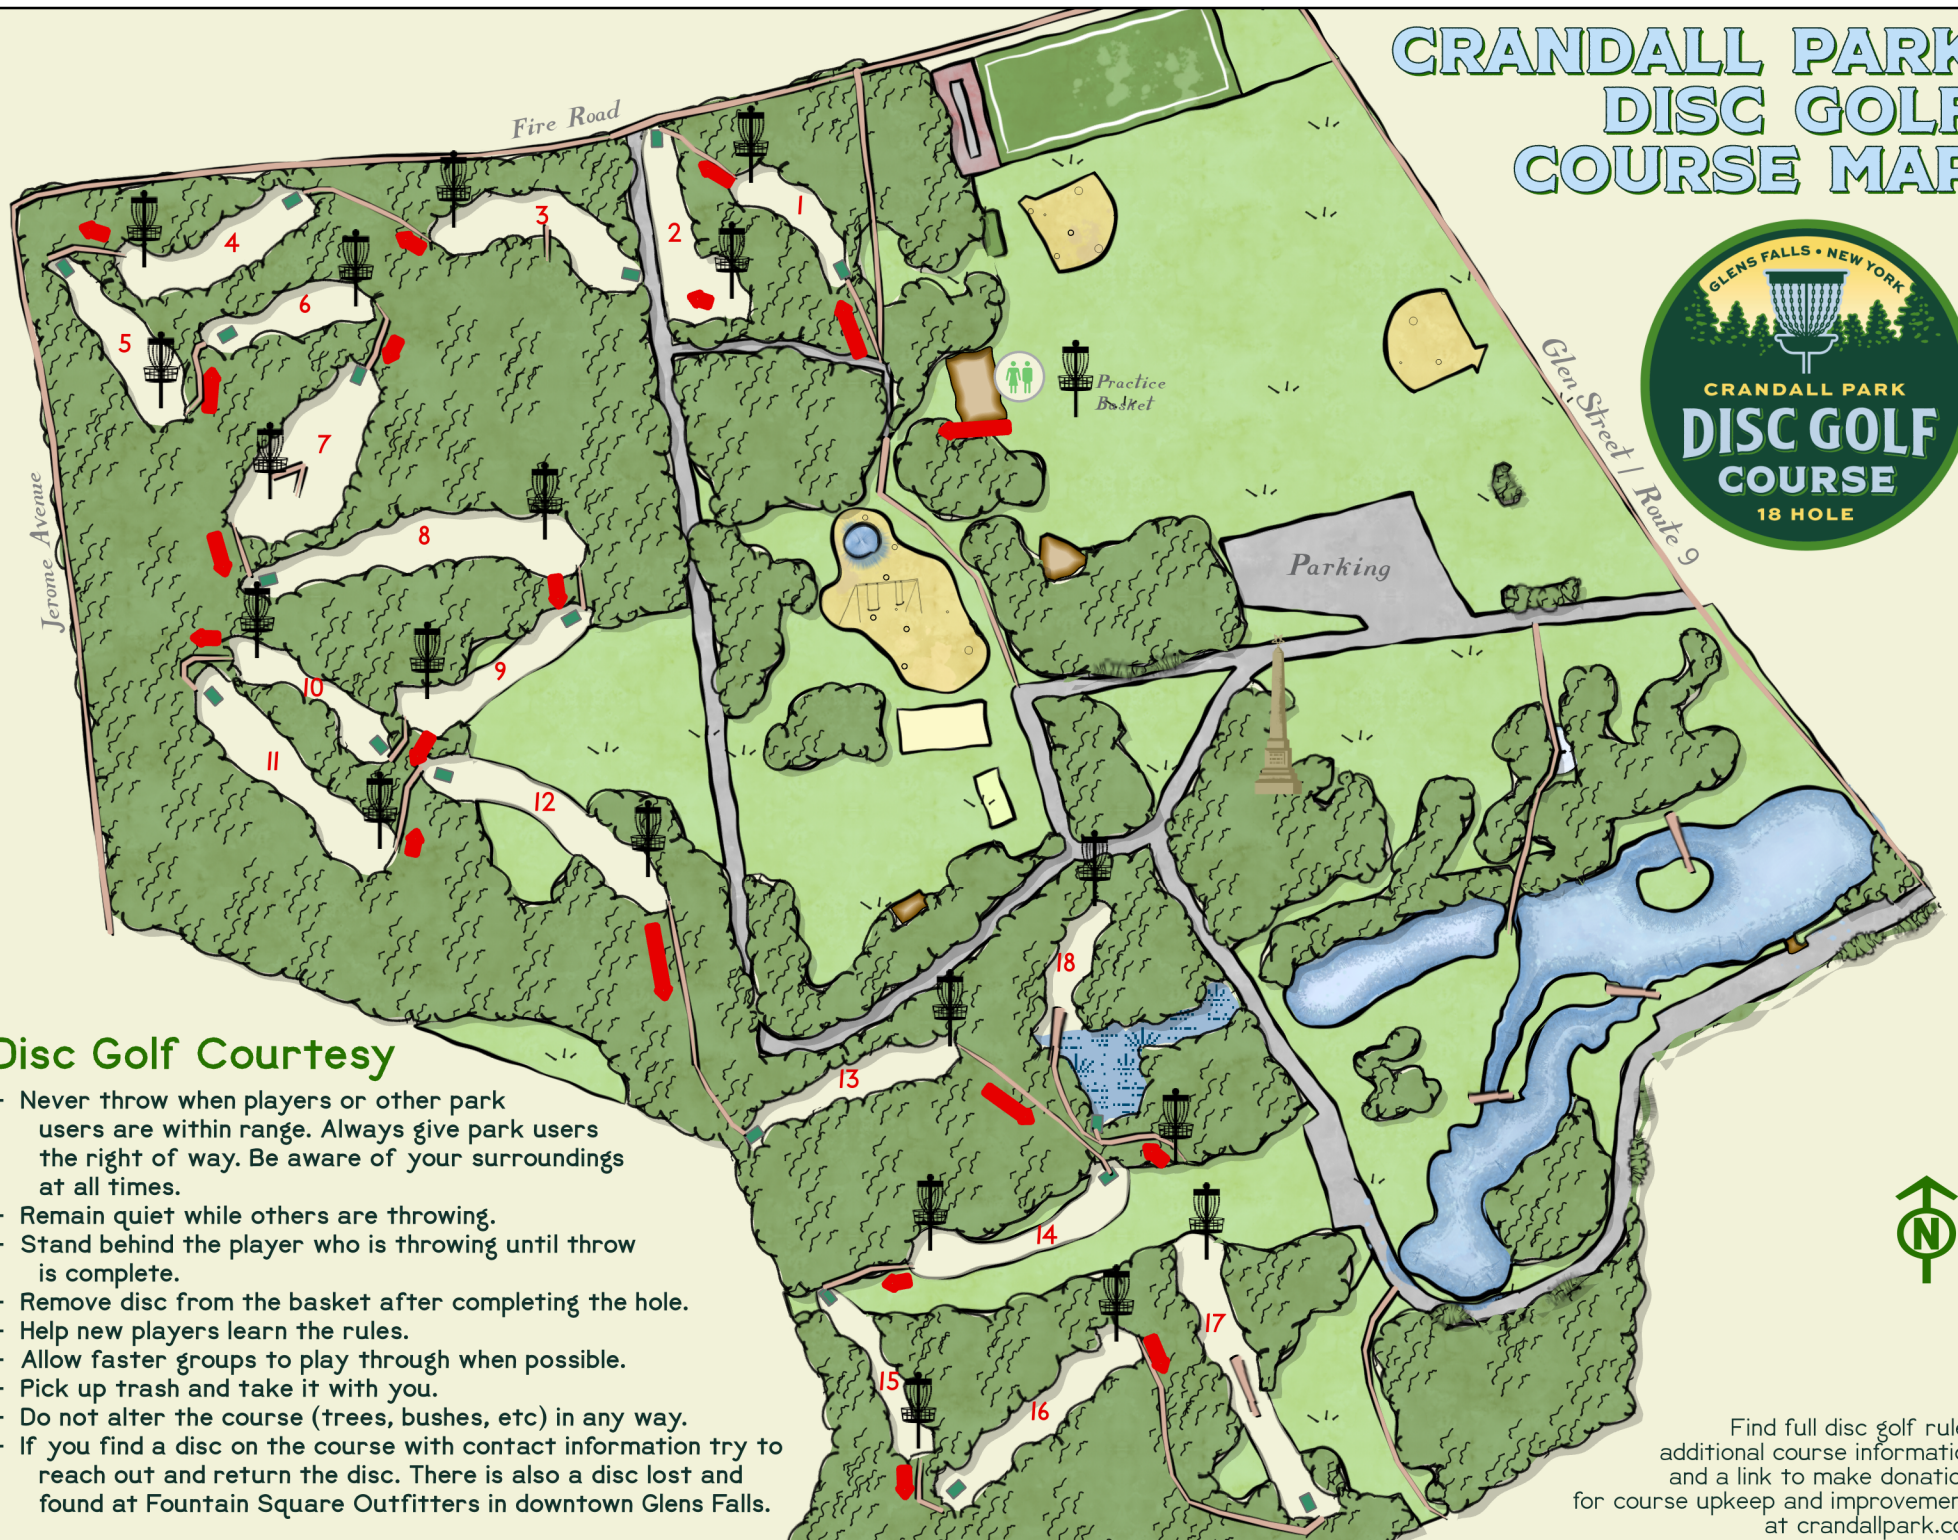 CRANDALL PARK
DISC GOLF
COURSE MAP
Fire Road
GLENS FALLS • NEW YORK
CRANDALL PARK
DISC GOLF
COURSE
18 HOLE
Glen Street / Route 9
Jerome Avenue
Practice
Basket
Parking
1
2
3
4
5
6
7
8
9
10
11
12
13
14
15
16
17
18
N
Disc Golf Courtesy
- Never throw when players or other park
users are within range. Always give park users
the right of way. Be aware of your surroundings
at all times.
- Remain quiet while others are throwing.
- Stand behind the player who is throwing until throw
is complete.
- Remove disc from the basket after completing the hole.
- Help new players learn the rules.
- Allow faster groups to play through when possible.
- Pick up trash and take it with you.
- Do not alter the course (trees, bushes, etc) in any way.
- If you find a disc on the course with contact information try to
reach out and return the disc. There is also a disc lost and
found at Fountain Square Outfitters in downtown Glens Falls.
Find full disc golf rul
additional course informati
and a link to make donati
for course upkeep and improvemen
at crandallpark.c